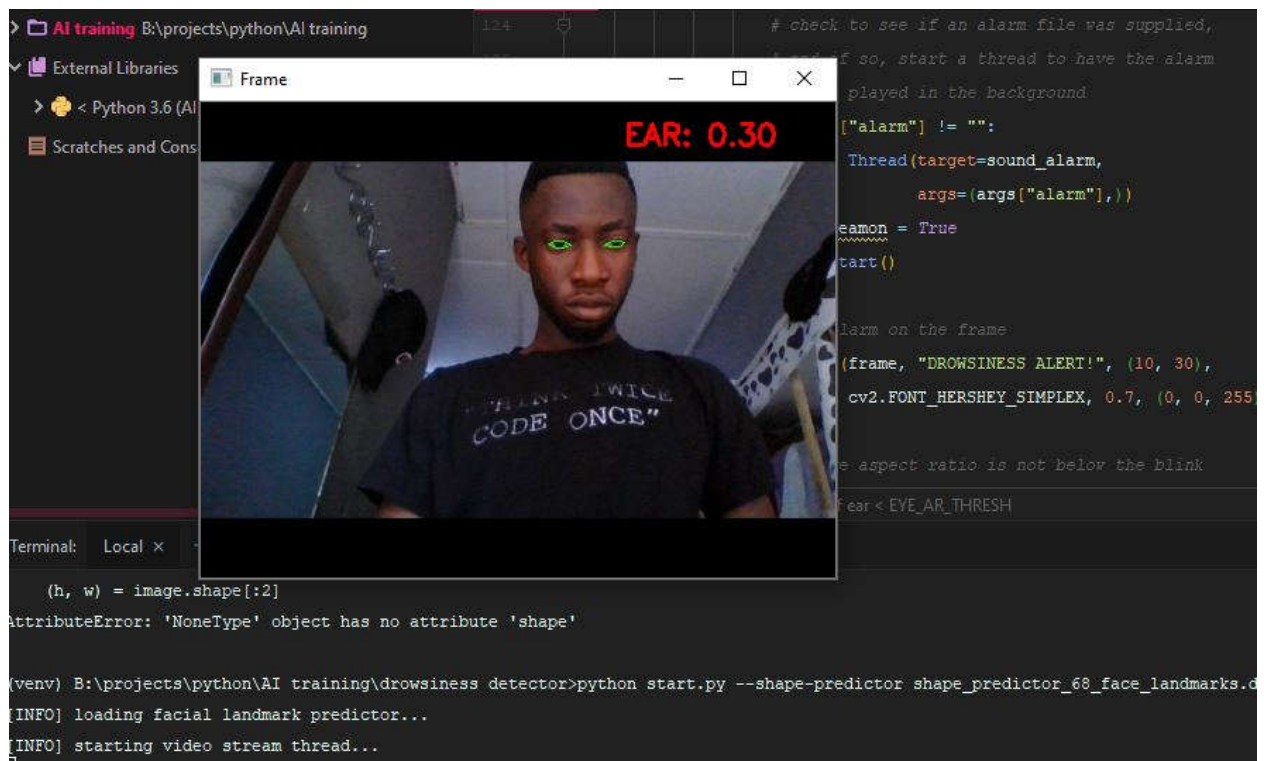 AI training B:\projects\python\AI training
External Libraries
< Python 3.6 (AI
Scratches and Cons
124
# check to see if an alarm file was supplied,
if so, start a thread to have the alarm
played in the background
["alarm"] != "":
Thread(target=sound_alarm,
args=(args["alarm"],))
eamon = True
tart()
larm on the frame
(frame, "DROWSINESS ALERT!", (10, 30),
cv2.FONT_HERSHEY_SIMPLEX, 0.7, (0, 0, 255
e aspect ratio is not below the blink
f ear < EYE_AR_THRESH
Frame
EAR: 0.30
"THINK TWICE
CODE ONCE"
Terminal: Local ×
(h, w) = image.shape[:2]
AttributeError: 'NoneType' object has no attribute 'shape'
(venv) B:\projects\python\AI training\drowsiness detector>python start.py --shape-predictor shape_predictor_68_face_landmarks.d
[INFO] loading facial landmark predictor...
[INFO] starting video stream thread...